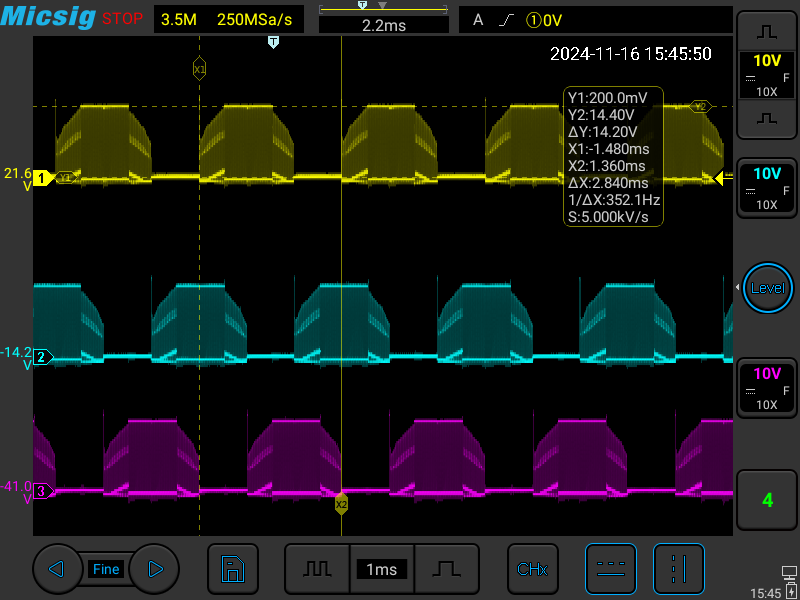 Micsig STOP 3.5M 250MSa/s T 2.2ms A ①0V
T
2024-11-16 15:45:50
X1
10V
F
10X
Y1:200.0mV
Y2:14.40V
ΔY:14.20V
X1:-1.480ms
X2:1.360ms
ΔX:2.840ms
1/ΔX:352.1Hz
S:5.000kV/s
Y2
21.6
V
1
Y1
10V
F
10X
Level
-14.2
V
2
10V
F
10X
-41.0
V
3
X2
4
Fine
1ms
CHx
15:45